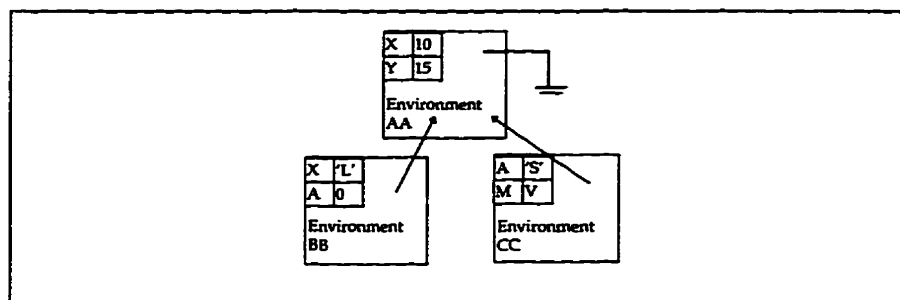 X 10
Y 15
Environment
AA
X 'L'
A 0
Environment
BB
A 'S'
M V
Environment
CC